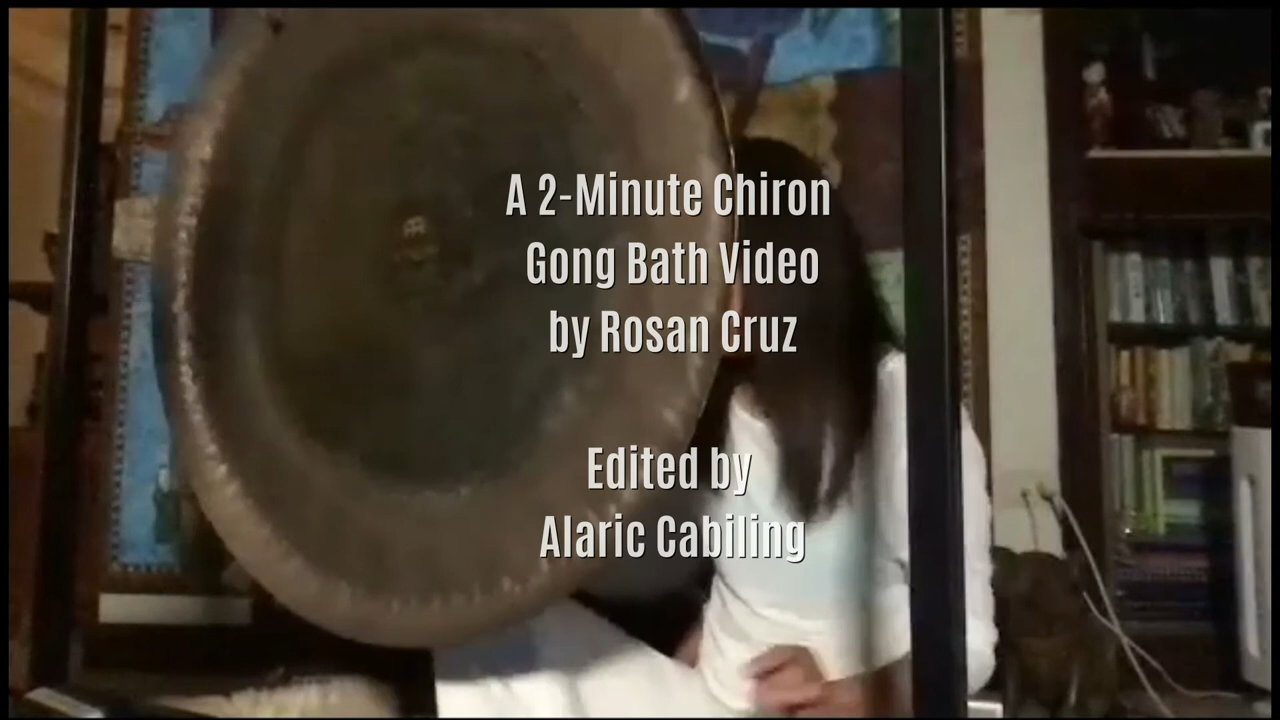 A 2-Minute Chiron
Gong Bath Video
by Rosan Cruz
Edited by
Alaric Cabiling